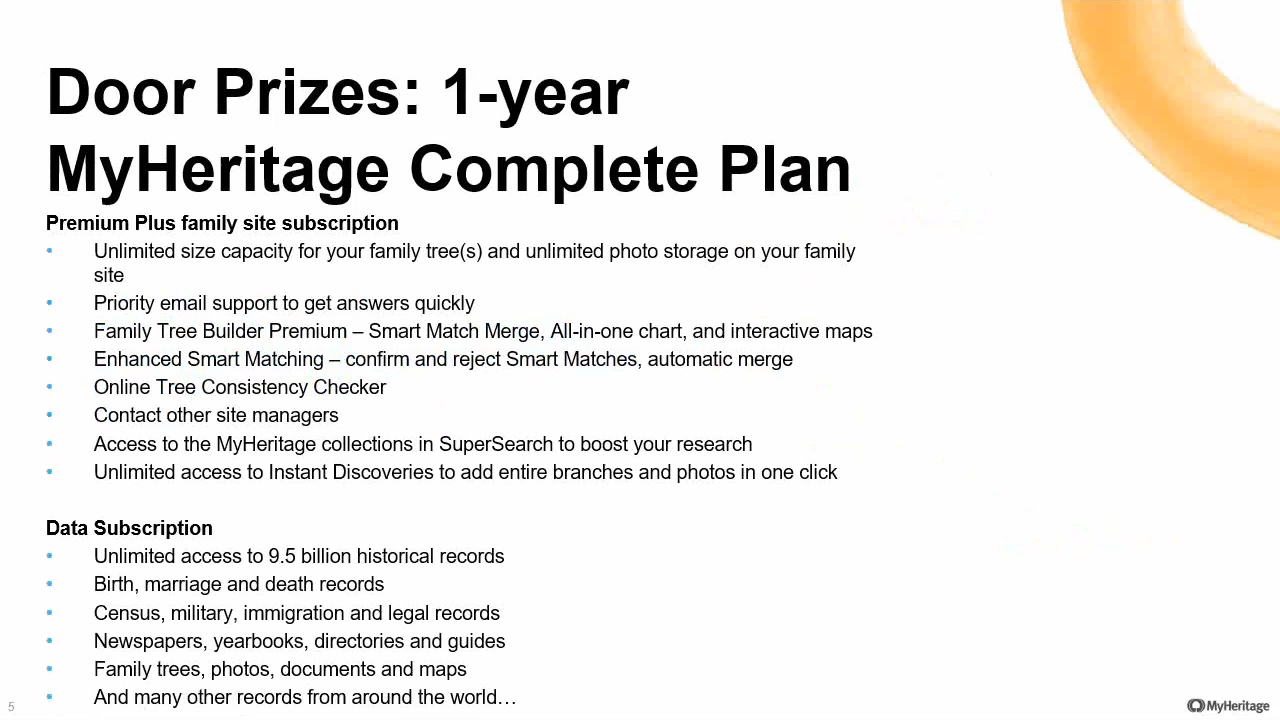 Door Prizes: 1-year
MyHeritage Complete Plan
Premium Plus family site subscription
• Unlimited size capacity for your family tree(s) and unlimited photo storage on your family
site
• Priority email support to get answers quickly
• Family Tree Builder Premium – Smart Match Merge, All-in-one chart, and interactive maps
• Enhanced Smart Matching – confirm and reject Smart Matches, automatic merge
• Online Tree Consistency Checker
• Contact other site managers
• Access to the MyHeritage collections in SuperSearch to boost your research
• Unlimited access to Instant Discoveries to add entire branches and photos in one click
Data Subscription
• Unlimited access to 9.5 billion historical records
• Birth, marriage and death records
• Census, military, immigration and legal records
• Newspapers, yearbooks, directories and guides
• Family trees, photos, documents and maps
• And many other records from around the world…
5
MyHeritage